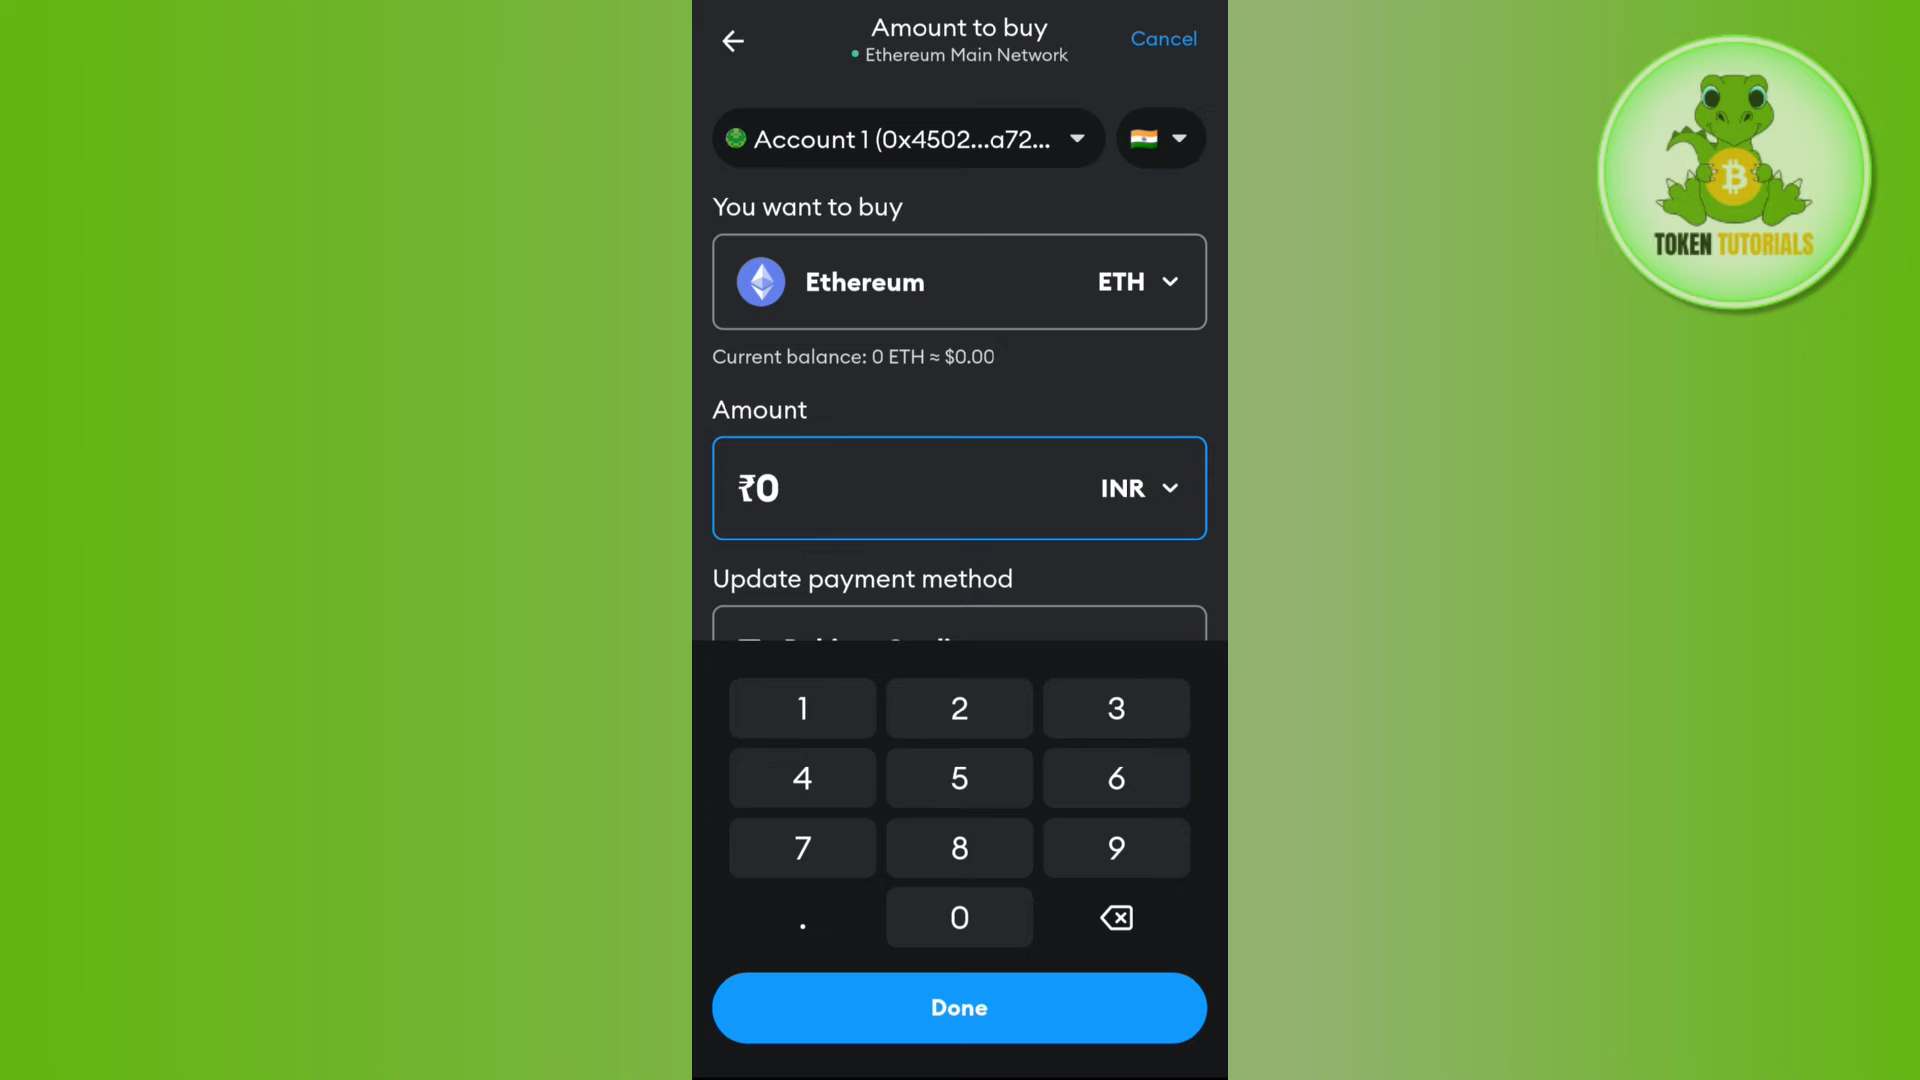 Amount to buy
Ethereum Main Network
Cancel
Account 1 (0x4502...a72...
You want to buy
Ethereum
ETH
Current balance: 0 ETH ≈ $0.00
Amount
₹0
INR
Update payment method
1 2 3
4 5 6
7 8 9
. 0
Done
TOKEN TUTORIALS